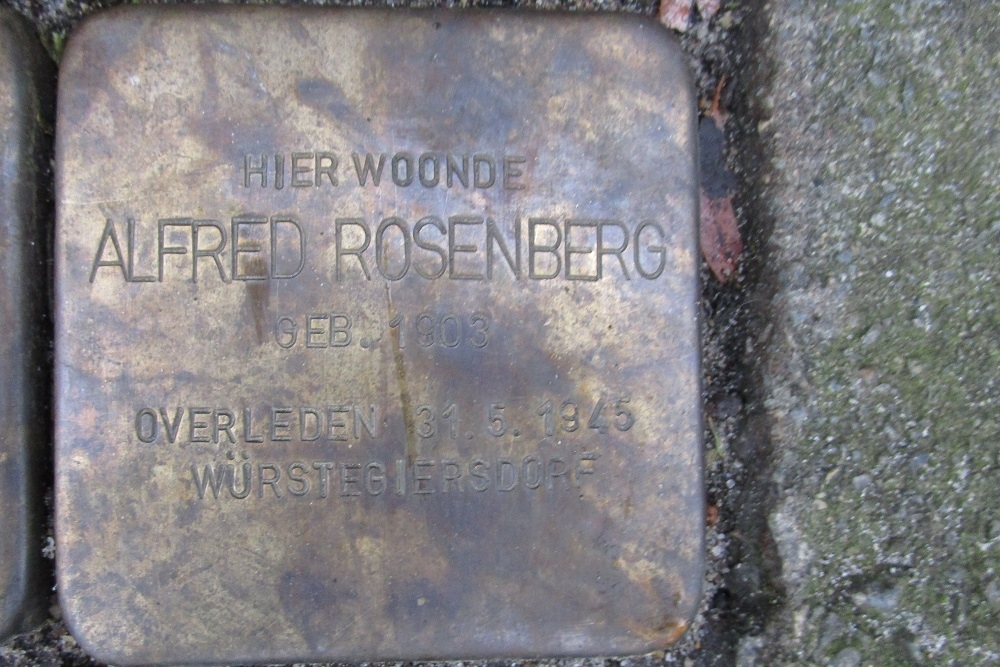 HIER WOONDE
ALFRED ROSENBERG
GEB. 1903
OVERLEDEN 31.5.1945
WÜRSTEGIERSDORF